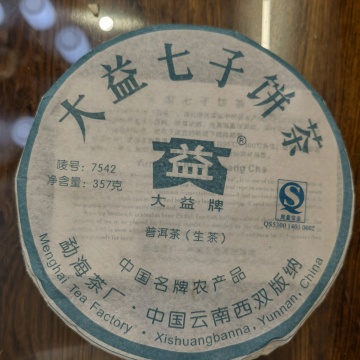 大益七子饼茶
唛号：7542
净含量：357克
益
®
大益牌
普洱茶（生茶）
中国名牌农产品
勐海茶厂·中国云南西双版纳
Menghai Tea Factory · Xishuangbanna, Yunnan, China